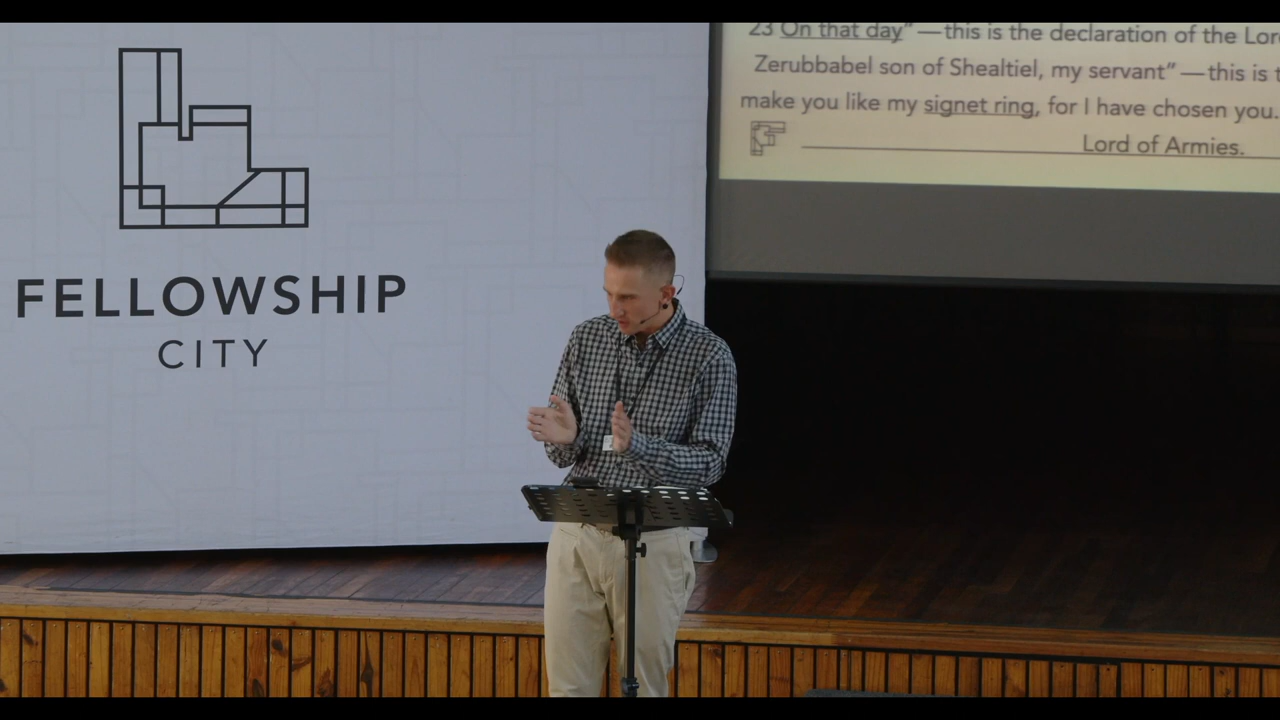 FELLOWSHIP
CITY
23 On that day” — this is the declaration of the
Zerubbabel son of Shealtiel, my servant” — this is
make you like my signet ring, for I have chosen you.
Lord of Armies.